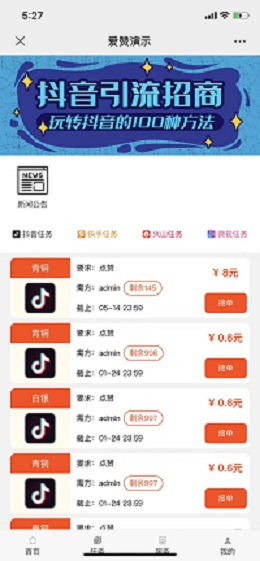 5:27
爱赞演示
抖音引流招商
玩转抖音的100种方法
NEWS
新闻公告
抖音任务 快手任务 火山任务 微视任务
青铜
要求：点赞
需方：admin 剩余145
截止：05-14 23:59
￥8元
接单
青铜
要求：点赞
需方：admin 剩余996
截止：01-24 23:59
￥0.6元
接单
白银
要求：点赞
需方：admin 剩余997
截止：01-24 23:59
￥0.6元
接单
青铜
要求：点赞
需方：admin 剩余997
截止：01-24 23:59
￥0.6元
接单
青铜
要求：点赞
首页 任务 我的